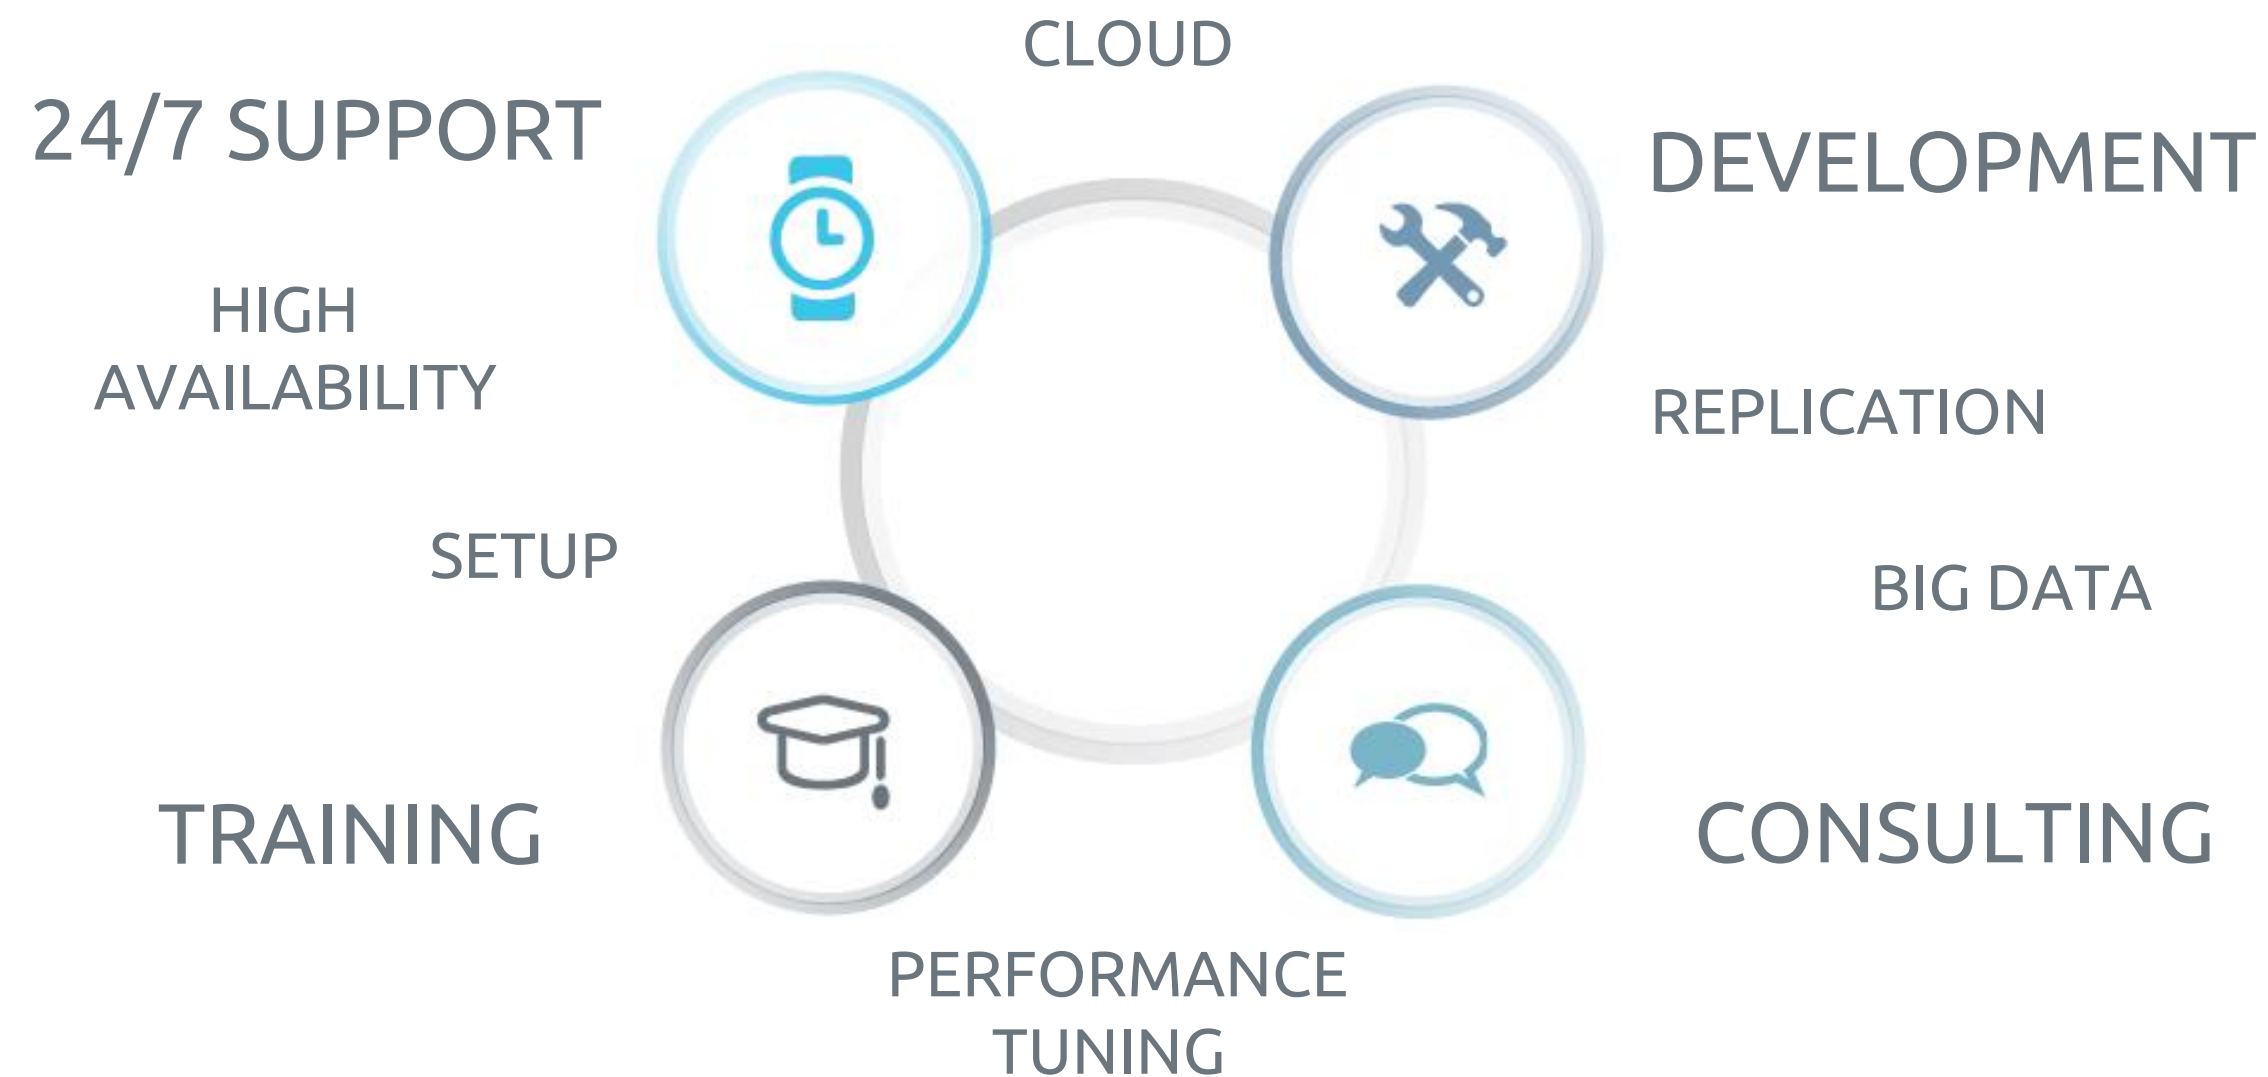 CLOUD
24/7 SUPPORT
DEVELOPMENT
HIGH
AVAILABILITY
REPLICATION
SETUP
BIG DATA
TRAINING
CONSULTING
PERFORMANCE
TUNING